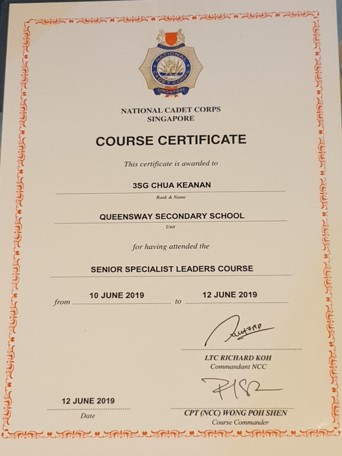 NATIONAL CADET CORPS
SINGAPORE
COURSE CERTIFICATE
This certificate is awarded to
3SG CHUA KEANAN
Rank & Name
QUEENSWAY SECONDARY SCHOOL
Unit
for having attended the
SENIOR SPECIALIST LEADERS COURSE
from 10 JUNE 2019 to 12 JUNE 2019
LTC RICHARD KOH
Commandant NCC
12 JUNE 2019
Date
CPT (NCC) WONG POH SHEN
Course Commander